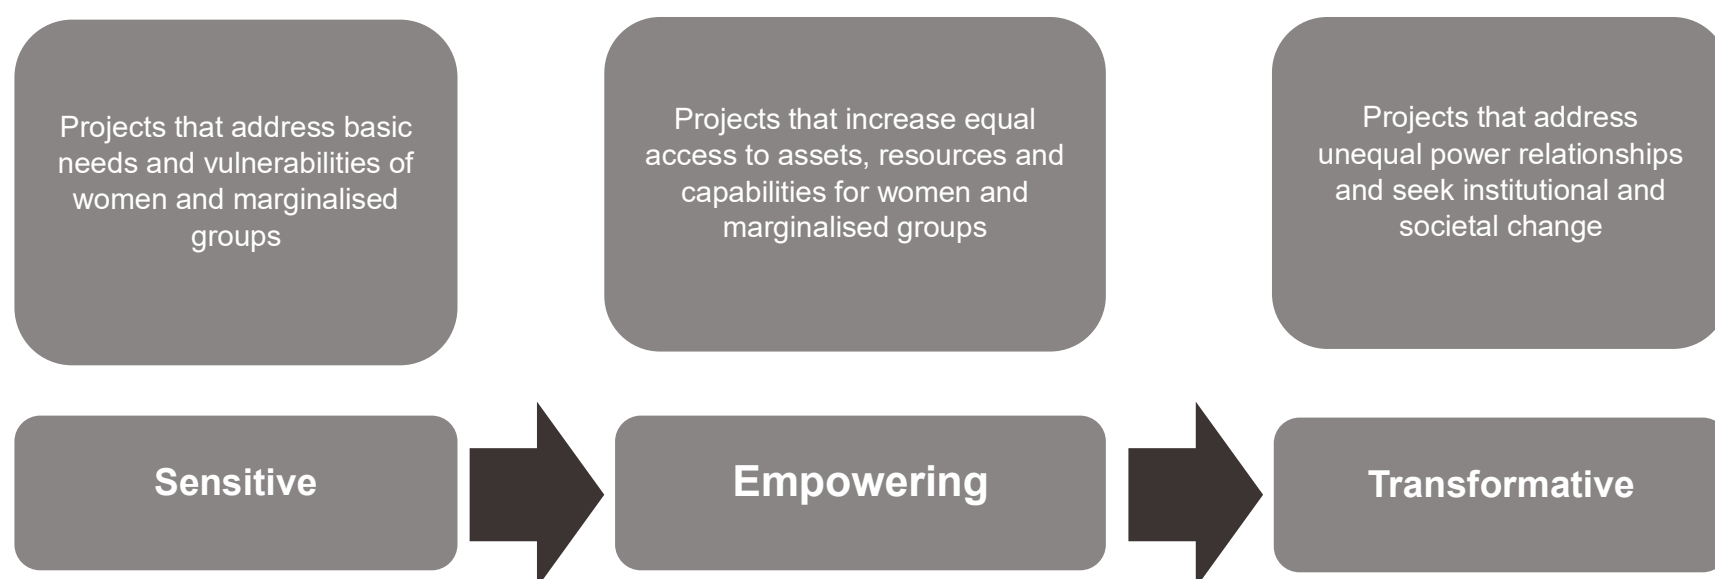 Projects that address basic
needs and vulnerabilities of
women and marginalised
groups
Projects that increase equal
access to assets, resources and
capabilities for women and
marginalised groups
Projects that address
unequal power relationships
and seek institutional and
societal change
Sensitive
Empowering
Transformative